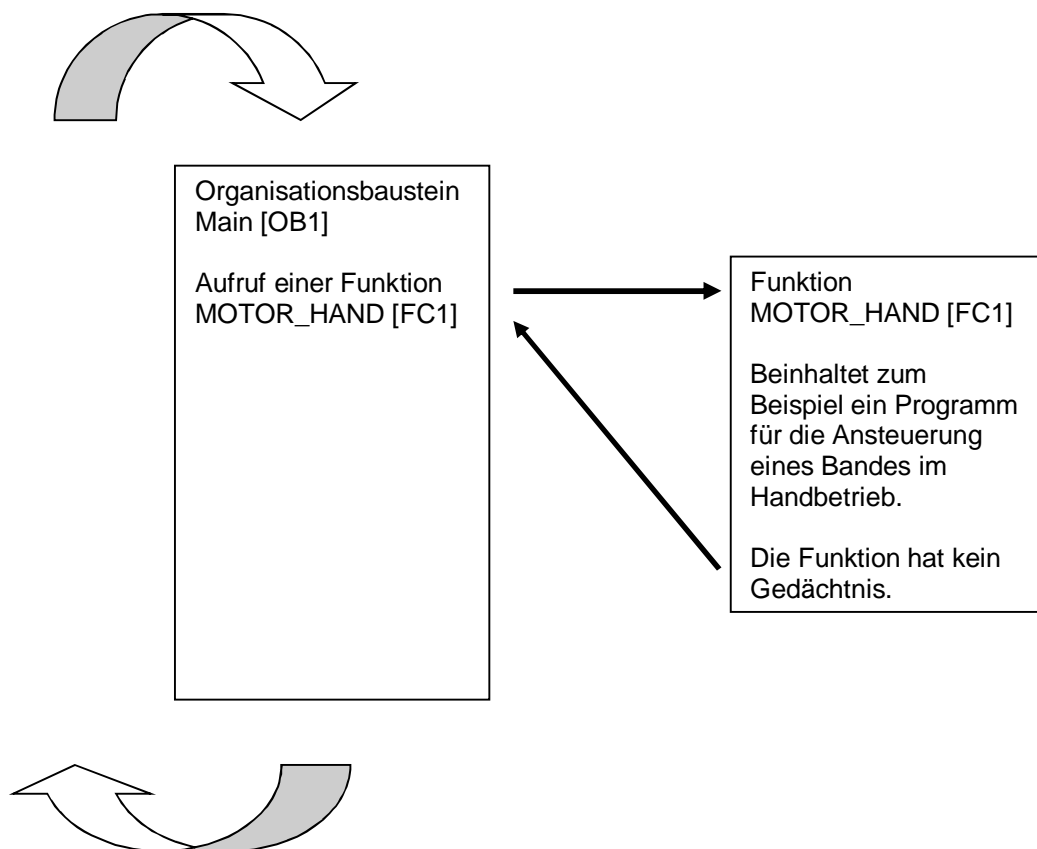 Organisationsbaustein
Main [OB1]
Aufruf einer Funktion
MOTOR_HAND [FC1]
Funktion
MOTOR_HAND [FC1]
Beinhaltet zum
Beispiel ein Programm
für die Ansteuerung
eines Bandes im
Handbetrieb.
Die Funktion hat kein
Gedächtnis.